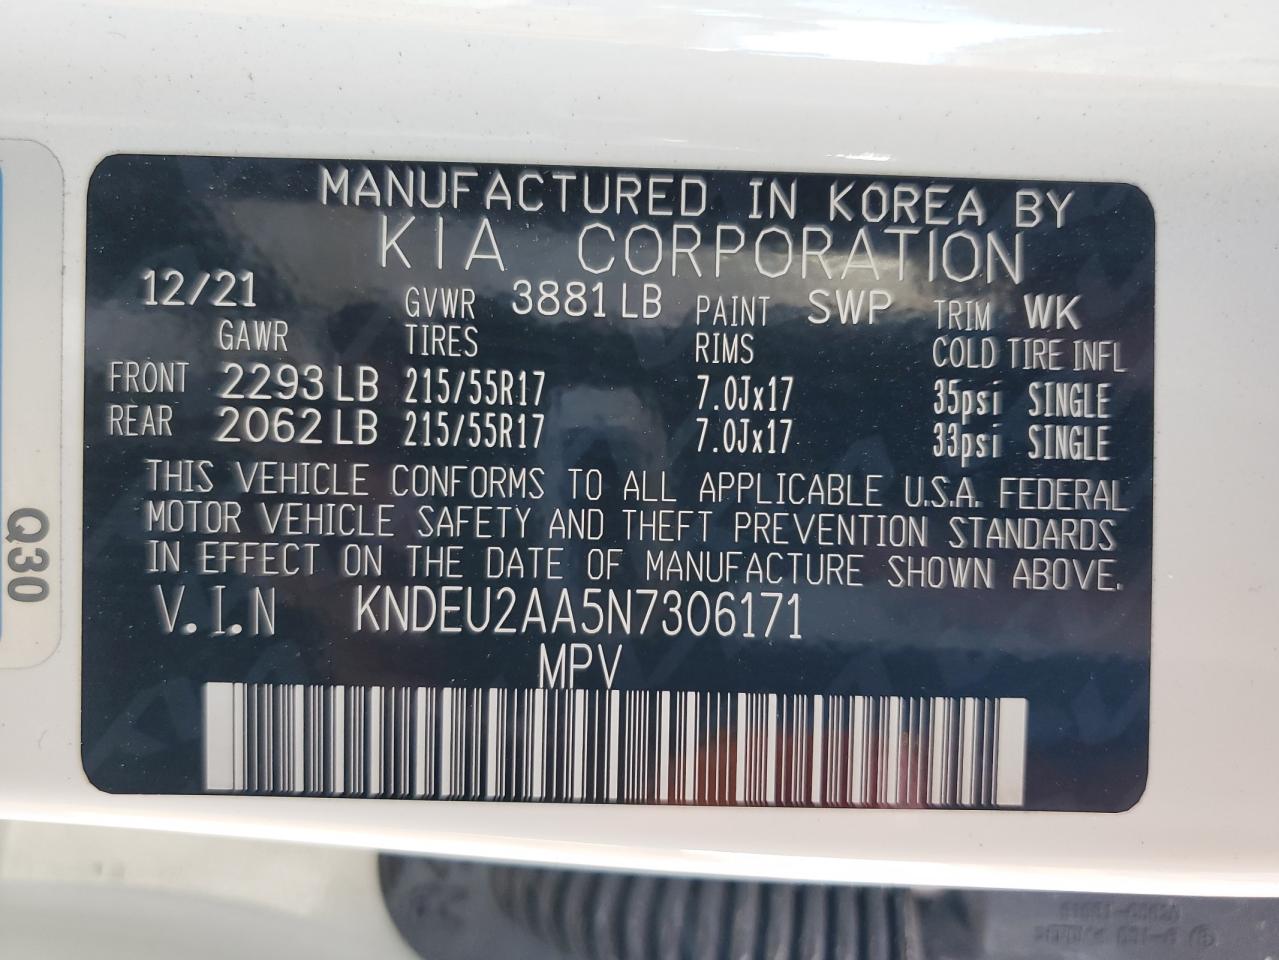 MANUFACTURED IN KOREA BY
KIA CORPORATION
12/21 GVWR 3881 LB PAINT SWP TRIM WK
GAWR TIRES RIMS COLD TIRE INFL
FRONT 2293 LB 215/55R17 7.0Jx17 35psi SINGLE
REAR 2062 LB 215/55R17 7.0Jx17 33psi SINGLE
THIS VEHICLE CONFORMS TO ALL APPLICABLE U.S.A. FEDERAL
MOTOR VEHICLE SAFETY AND THEFT PREVENTION STANDARDS
IN EFFECT ON THE DATE OF MANUFACTURE SHOWN ABOVE.
V.I.N KNDEU2AA5N7306171
MPV
Q30